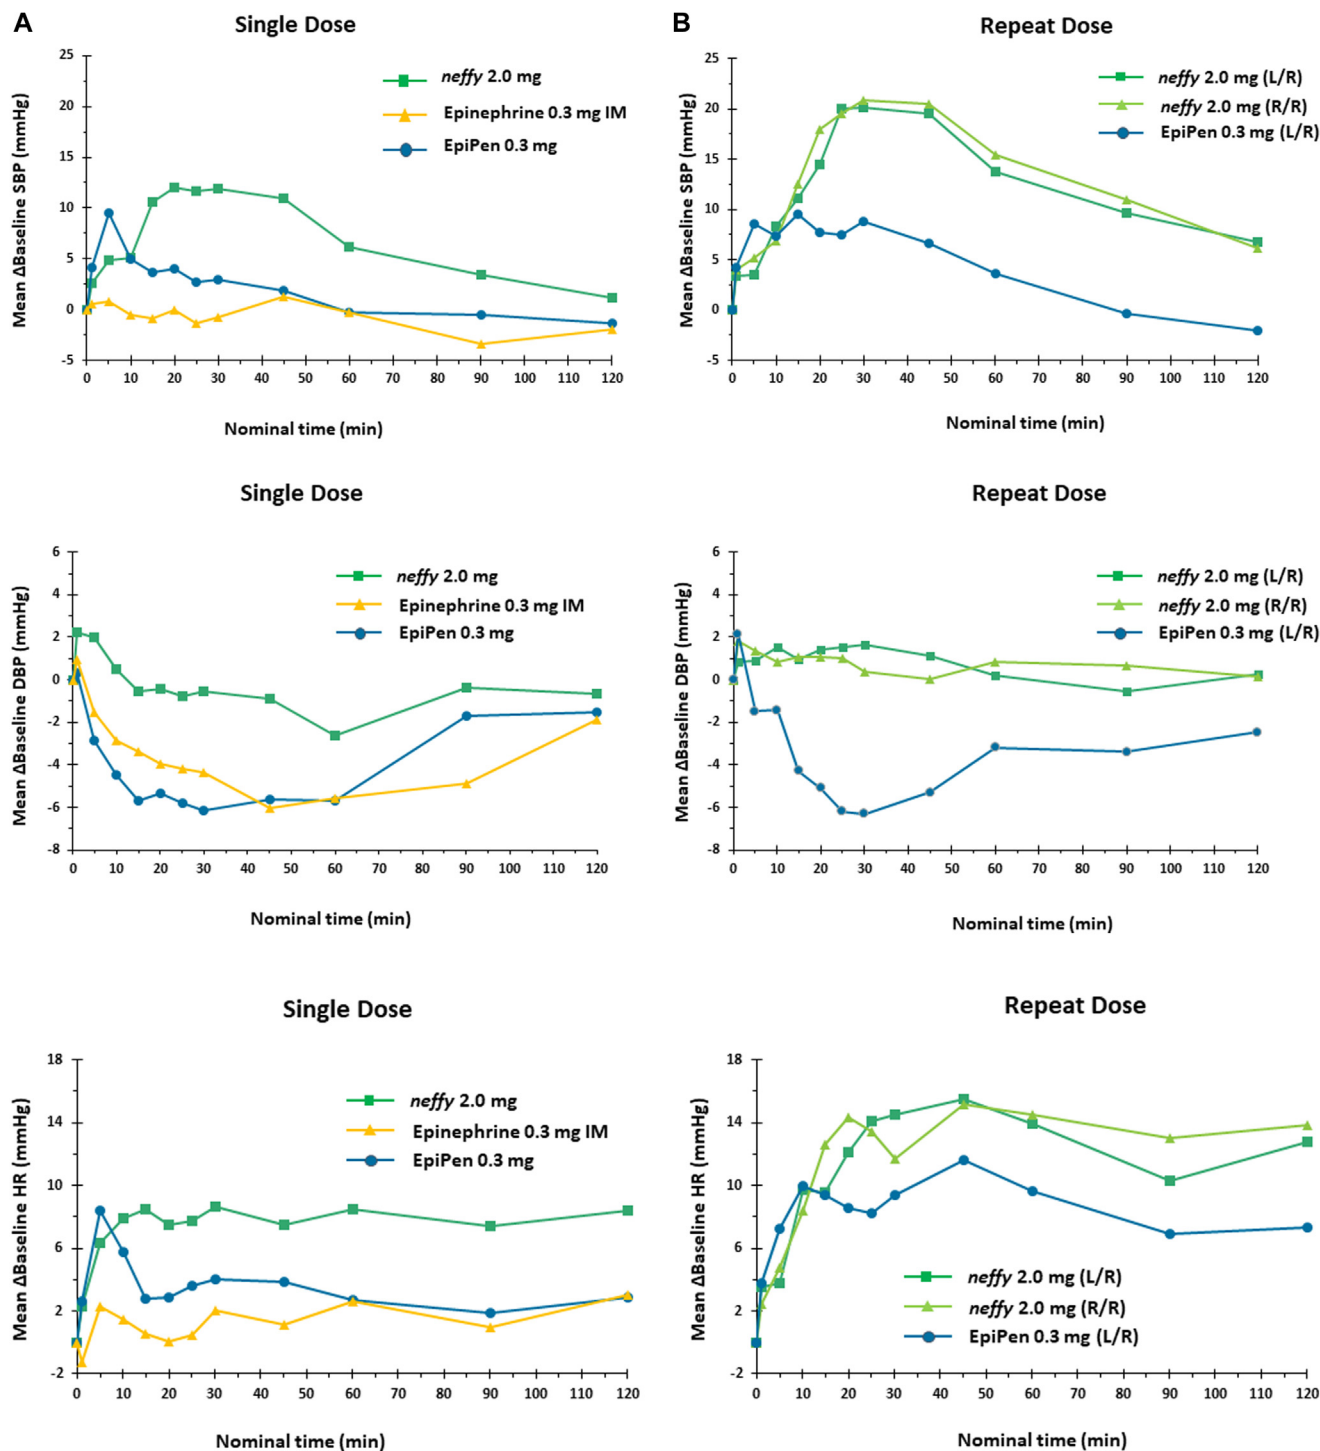 A
Single Dose
Mean ΔBaseline SBP (mmHg)
25
20
15
10
5
0
-5
neffy 2.0 mg
Epinephrine 0.3 mg IM
EpiPen 0.3 mg
0 10 20 30 40 50 60 70 80 90 100 110 120
Nominal time (min)
B
Repeat Dose
Mean ΔBaseline SBP (mmHg)
25
20
15
10
5
0
-5
neffy 2.0 mg (L/R)
neffy 2.0 mg (R/R)
EpiPen 0.3 mg (L/R)
0 10 20 30 40 50 60 70 80 90 100 110 120
Nominal time (min)
Single Dose
Mean ΔBaseline DBP (mmHg)
6
4
2
0
-2
-4
-6
-8
neffy 2.0 mg
Epinephrine 0.3 mg IM
EpiPen 0.3 mg
0 10 20 30 40 50 60 70 80 90 100 110 120
Nominal time (min)
Repeat Dose
Mean ΔBaseline DBP (mmHg)
6
4
2
0
-2
-4
-6
-8
neffy 2.0 mg (L/R)
neffy 2.0 mg (R/R)
EpiPen 0.3 mg (L/R)
0 10 20 30 40 50 60 70 80 90 100 110 120
Nominal time (min)
Single Dose
Mean ΔBaseline HR (mmHg)
18
14
10
6
2
-2
neffy 2.0 mg
Epinephrine 0.3 mg IM
EpiPen 0.3 mg
0 10 20 30 40 50 60 70 80 90 100 110 120
Nominal time (min)
Repeat Dose
Mean ΔBaseline HR (mmHg)
18
14
10
6
2
-2
neffy 2.0 mg (L/R)
neffy 2.0 mg (R/R)
EpiPen 0.3 mg (L/R)
0 10 20 30 40 50 60 70 80 90 100 110 120
Nominal time (min)